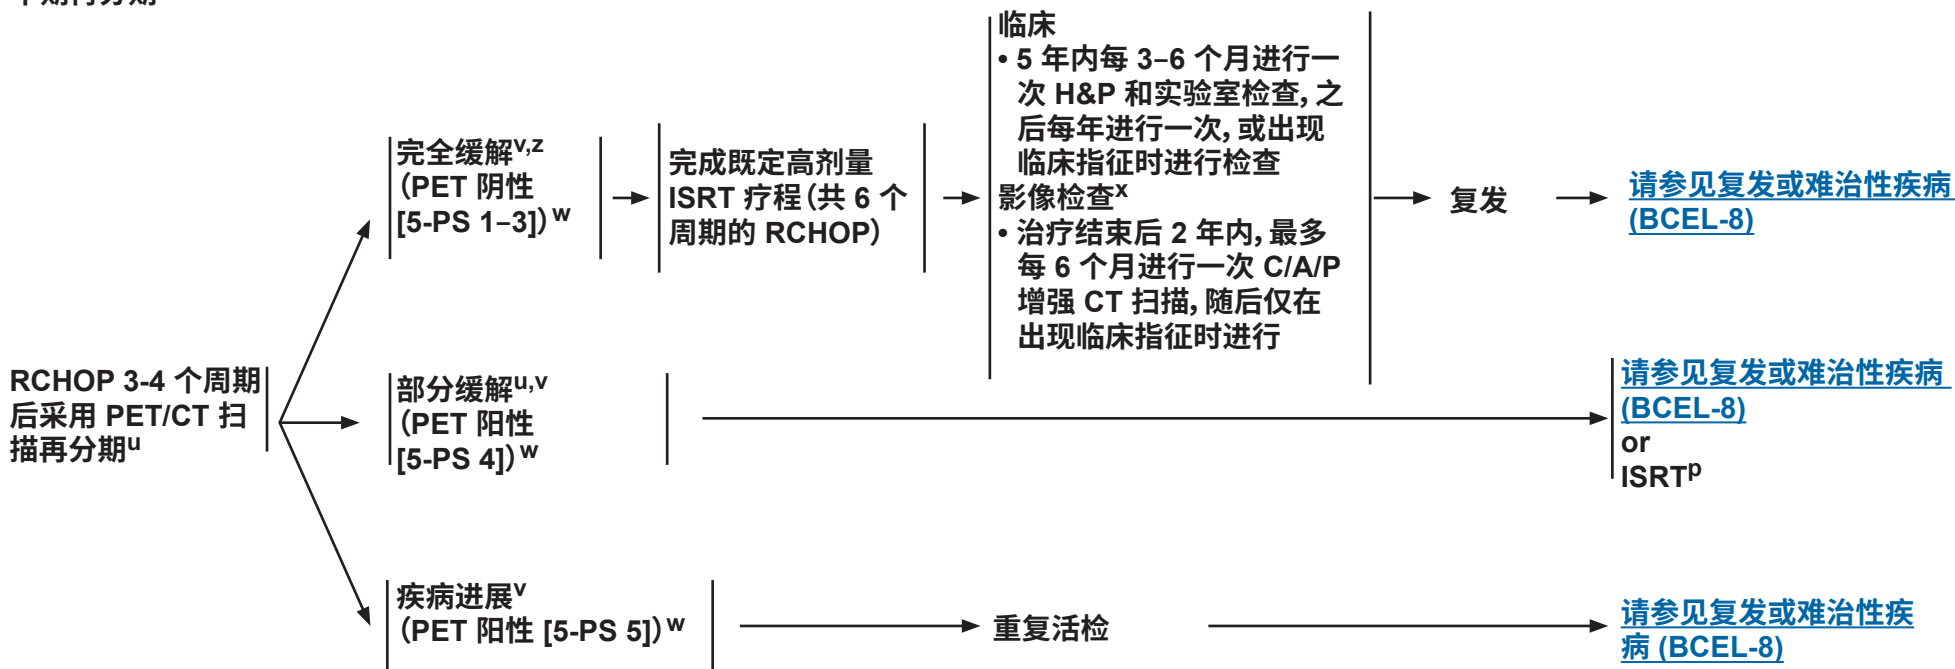 RCHOP 3-4 个周期
后采用 PET/CT 扫
描再分期u
完全缓解v,z
（PET 阴性
[5-PS 1–3]）w
完成既定高剂量
ISRT 疗程（共 6 个
周期的 RCHOP）
临床
• 5 年内每 3–6 个月进行一
次 H&P 和实验室检查，之
后每年进行一次，或出现
临床指征时进行检查
影像检查x
• 治疗结束后 2 年内，最多
每 6 个月进行一次 C/A/P
增强 CT 扫描，随后仅在
出现临床指征时进行
复发
请参见复发或难治性疾病
(BCEL-8)
部分缓解u,v
（PET 阳性
[5-PS 4]）w
请参见复发或难治性疾病
(BCEL-8)
or
ISRTp
疾病进展v
（PET 阳性 [5-PS 5]）w
重复活检
请参见复发或难治性疾
病 (BCEL-8)